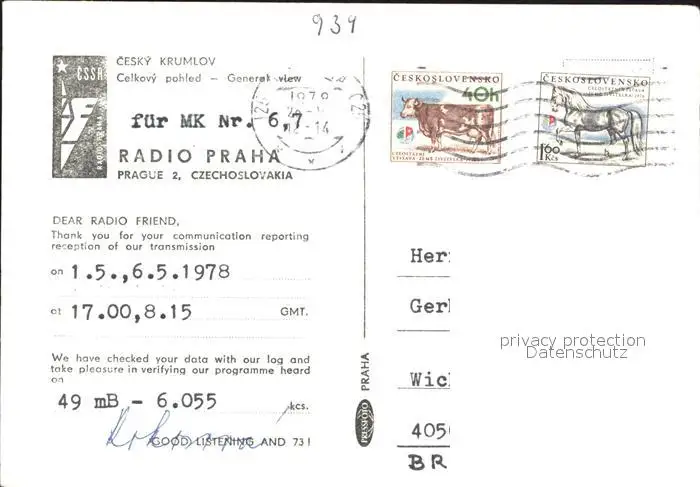 939
ČSSR
ČESKÝ KRUMLOV
Celkový pohled – General view
1978
für MK Nr. 6,7
RADIO PRAHA
PRAGUE 2, CZECHOSLOVAKIA
ČESKOSLOVENSKO
40h
ČESKOSLOVENSKO
1 60
Kčs
DEAR RADIO FRIEND,
Thank you for your communication reporting
reception of our transmission
on 1.5.,6.5.1978
at 17.00,8.15 GMT.
We have checked your data with our log and
take pleasure in verifying our programme heard
on
49 mB - 6.055 kcs.
GOOD LISTENING AND 73!
PRESSFOTO PRAHA
Her
Ger
privacy protection
Datenschutz
Wic
405
BR